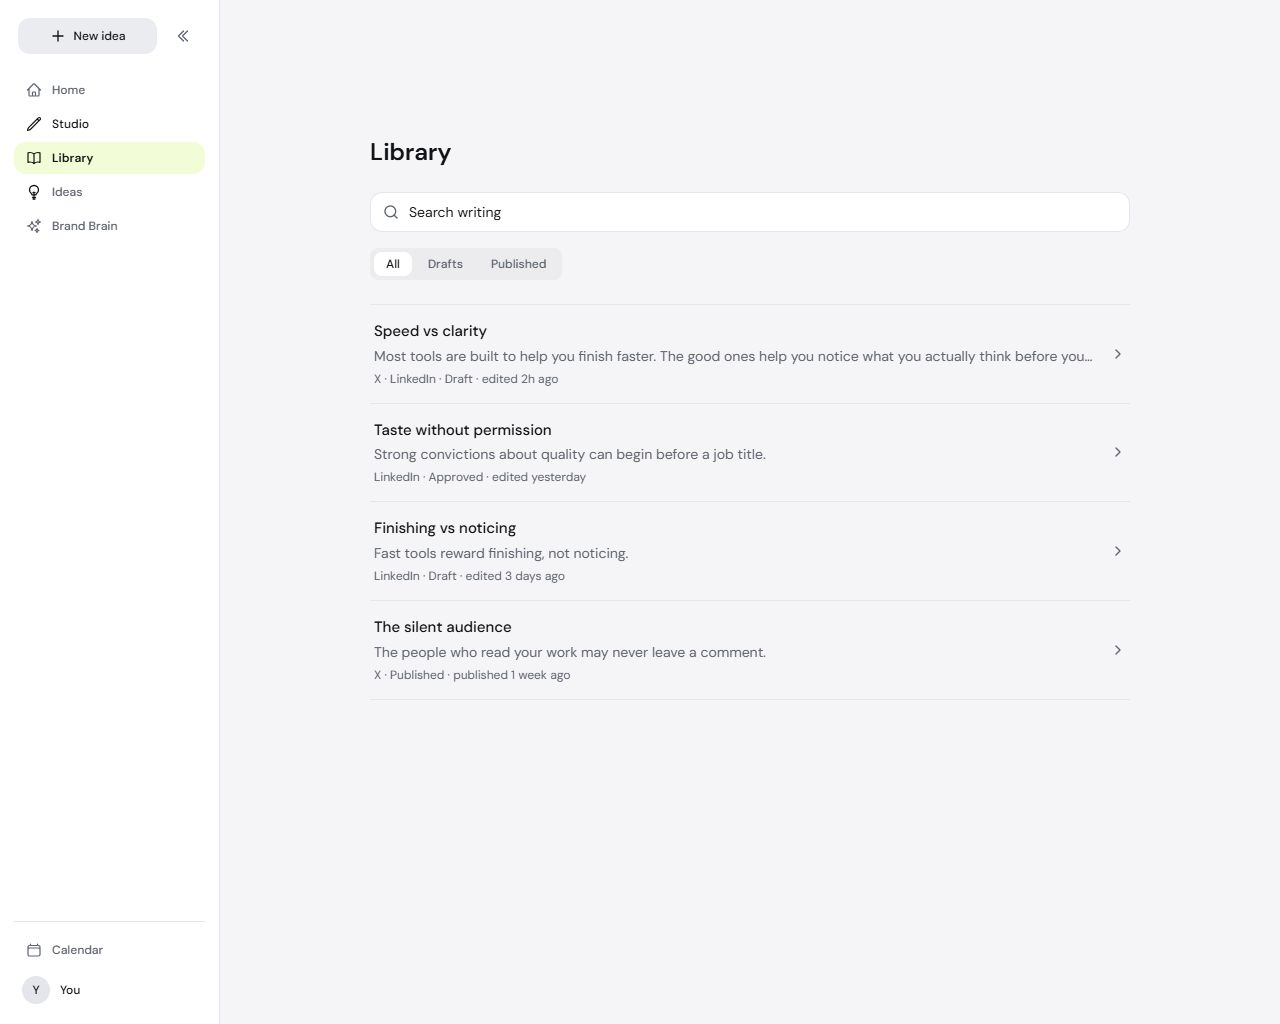 New idea
Home
Studio
Library
Ideas
Brand Brain
Library
Search writing
All Drafts Published
Speed vs clarity
Most tools are built to help you finish faster. The good ones help you notice what you actually think before you...
X · LinkedIn · Draft · edited 2h ago
Taste without permission
Strong convictions about quality can begin before a job title.
LinkedIn · Approved · edited yesterday
Finishing vs noticing
Fast tools reward finishing, not noticing.
LinkedIn · Draft · edited 3 days ago
The silent audience
The people who read your work may never leave a comment.
X · Published · published 1 week ago
Calendar
Y You